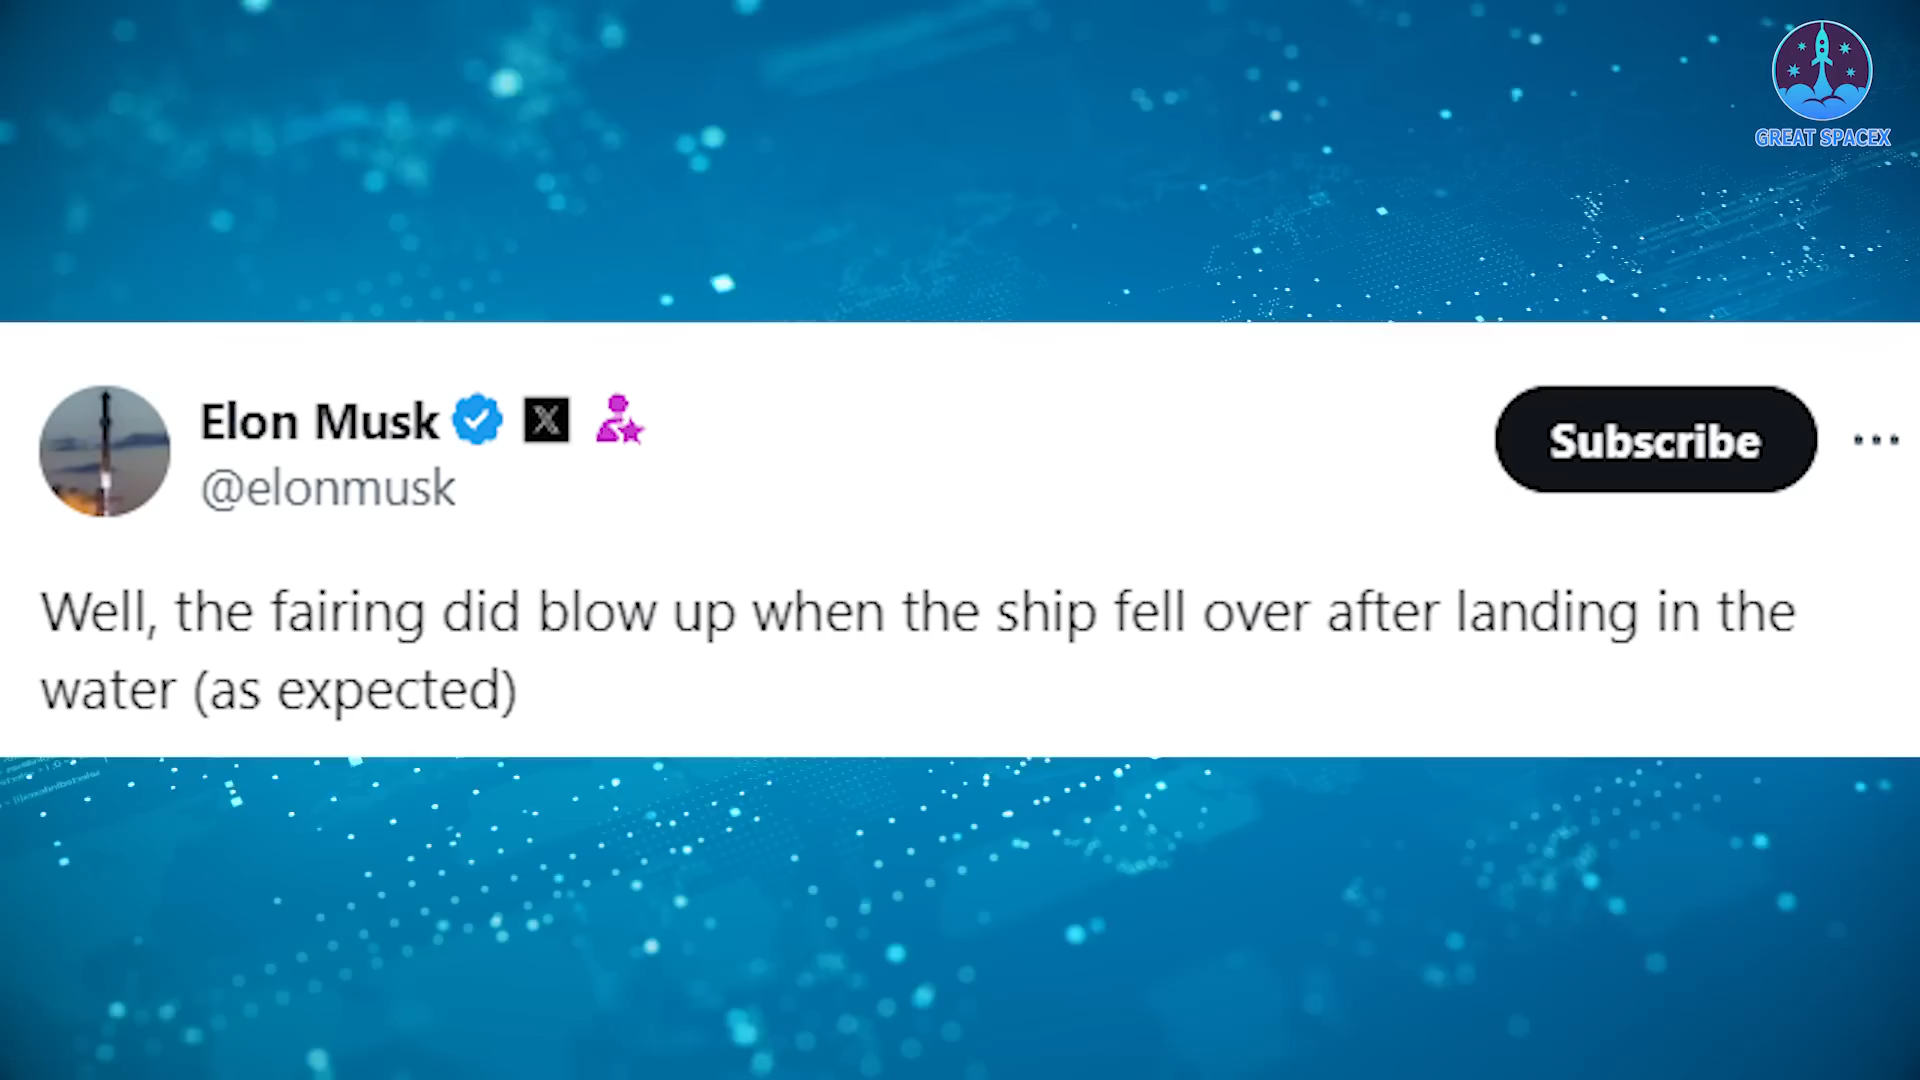 GREAT SPACEX
Elon Musk
Subscribe
@elonmusk
Well, the fairing did blow up when the ship fell over after landing in the
water (as expected)